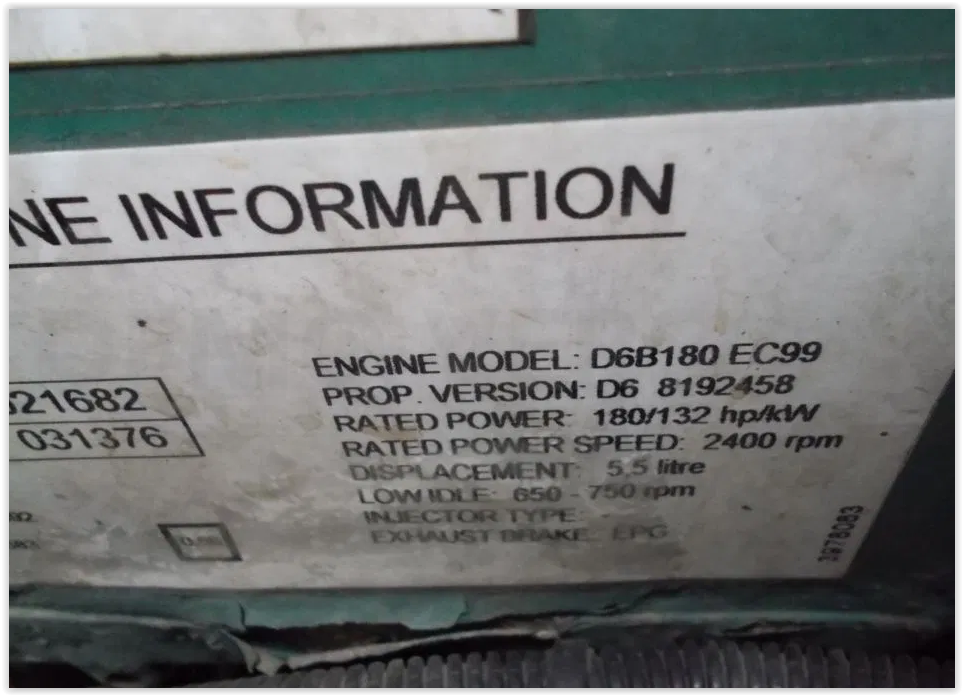 NE INFORMATION
21682
031376
ENGINE MODEL: D6B180 EC99
PROP. VERSION: D6 8192458
RATED POWER: 180/132 hp/kW
RATED POWER SPEED: 2400 rpm
DISPLACEMENT: 5.5 litre
LOW IDLE: 650 - 750 rpm
INJECTOR TYPE: -
EXHAUST BRAKE: EPG
3978083